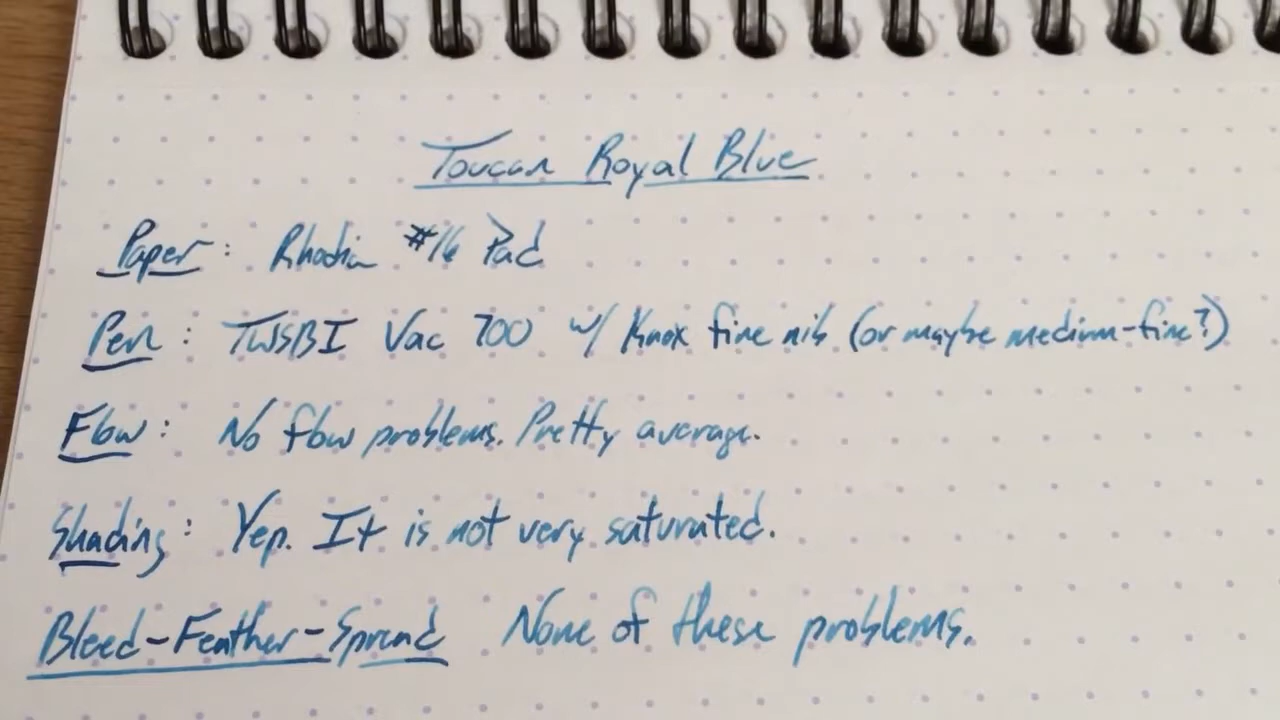 Toucan Royal Blue
Paper: Rhodia #16 Pad
Pen: TWSBI Vac 700 w/ Knox fine nib (or maybe medium-fine?)
Flow: No flow problems. Pretty average.
Shading: Yep. It is not very saturated.
Bleed-Feather-Spread None of these problems.